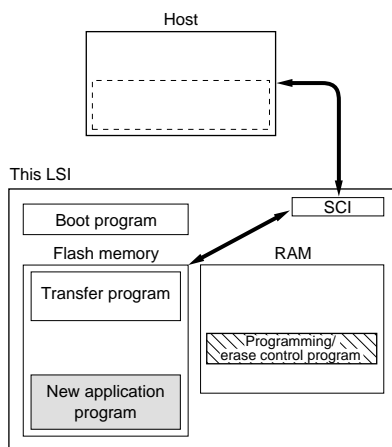 Host
This LSI
SCI
Boot program
Flash memory
RAM
Transfer program
Programming/
erase control program
New application
program